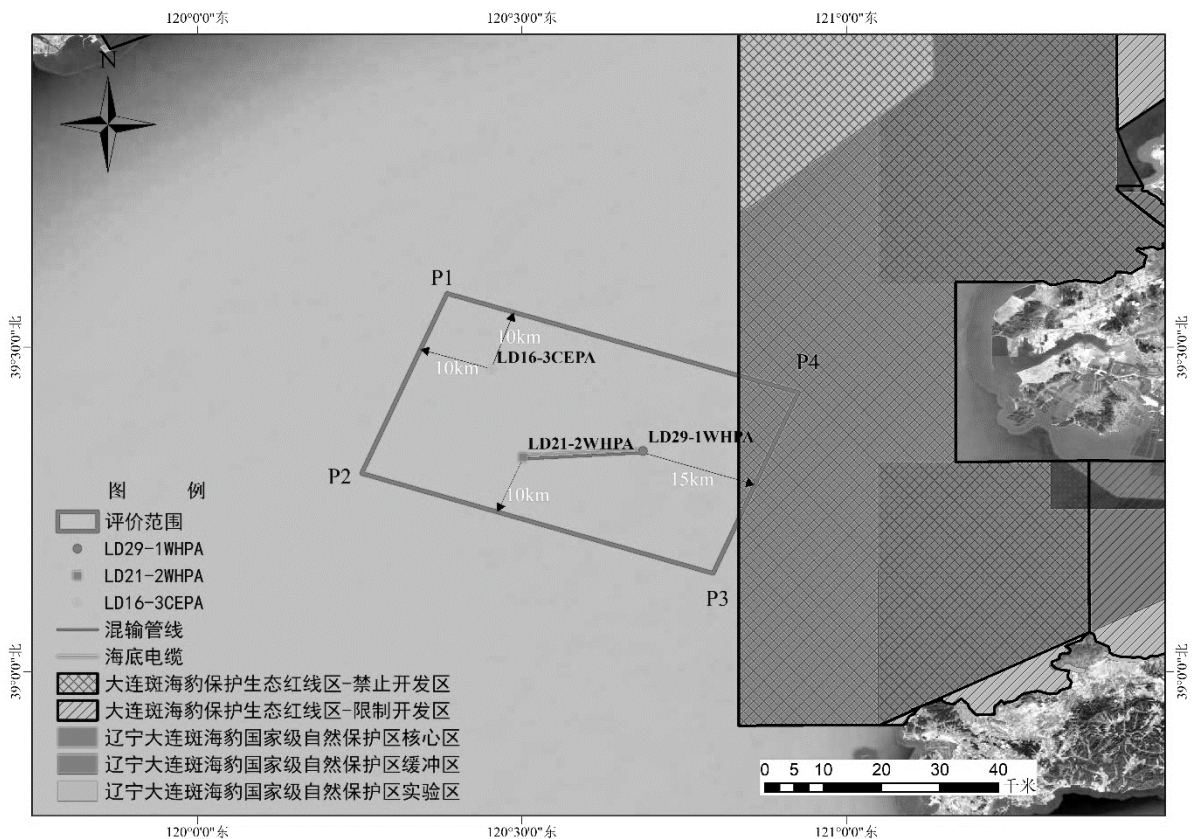 120°0'0"东 120°30'0"东 121°0'0"东
N
P1
10km
LD16-3CEPA
10km
39°30'0"北
39°30'0"北
P4
LD29-1WHPA
LD21-2WHPA
P2
15km
10km
图 例
评价范围
LD29-1WHPA
LD21-2WHPA
LD16-3CEPA
混输管线
海底电缆
大连斑海豹保护生态红线区-禁止开发区
大连斑海豹保护生态红线区-限制开发区
辽宁大连斑海豹国家级自然保护区核心区
辽宁大连斑海豹国家级自然保护区缓冲区
辽宁大连斑海豹国家级自然保护区实验区
P3
39°0'0"北
39°0'0"北
0 5 10 20 30 40
千米
120°0'0"东 120°30'0"东 121°0'0"东